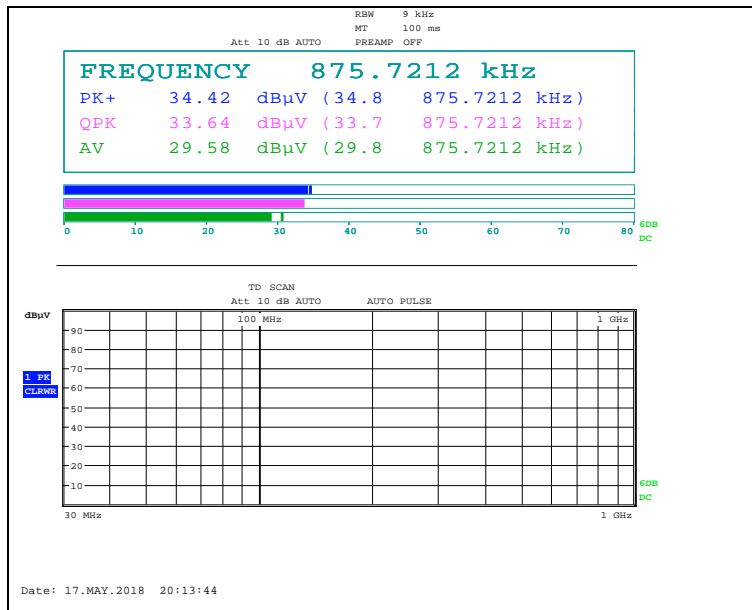 RBW 9 kHz
MT 100 ms
Att 10 dB AUTO PREAMP OFF
FREQUENCY 875.7212 kHz
PK+ 34.42 dBµV (34.8 875.7212 kHz)
QPK 33.64 dBµV (33.7 875.7212 kHz)
AV 29.58 dBµV (29.8 875.7212 kHz)
0 10 20 30 40 50 60 70 80
6DB
DC
TD SCAN
Att 10 dB AUTO AUTO PULSE
dBµV
100 MHz 1 GHz
90
80
70
1 PK
CLRWR
60
50
40
30
20
10
6DB
DC
30 MHz 1 GHz
Date: 17.MAY.2018 20:13:44